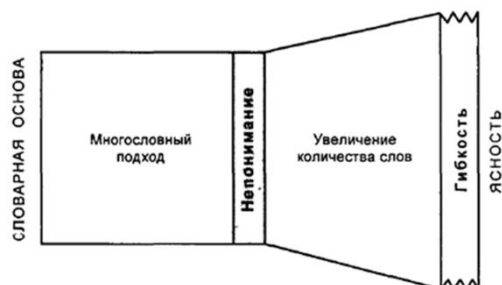 СЛОВАРНАЯ ОСНОВА
Многословный
подход
Непонимание
Увеличение
количества слов
Гибкость
ЯСНОСТЬ